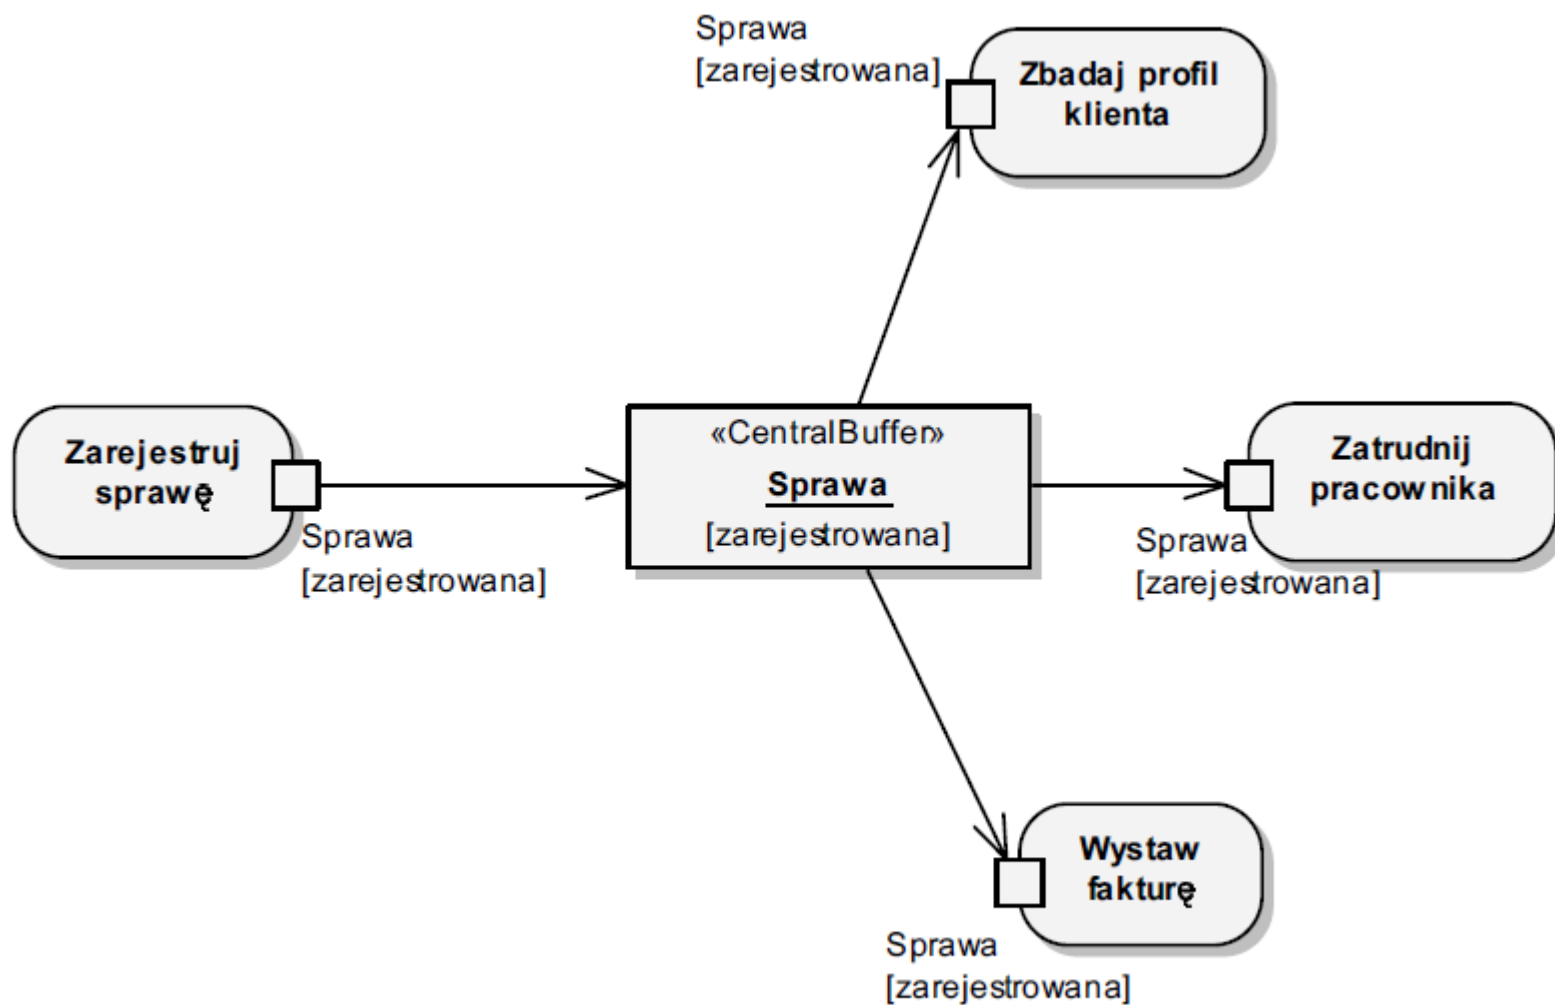 Sprawa
[zarejestrowana]
Zbadaj profil
klienta
Zarejestruj
sprawę
Sprawa
[zarejestrowana]
«CentralBuffer»
Sprawa
[zarejestrowana]
Zatrudnij
pracownika
Sprawa
[zarejestrowana]
Wystaw
fakturę
Sprawa
[zarejestrowana]